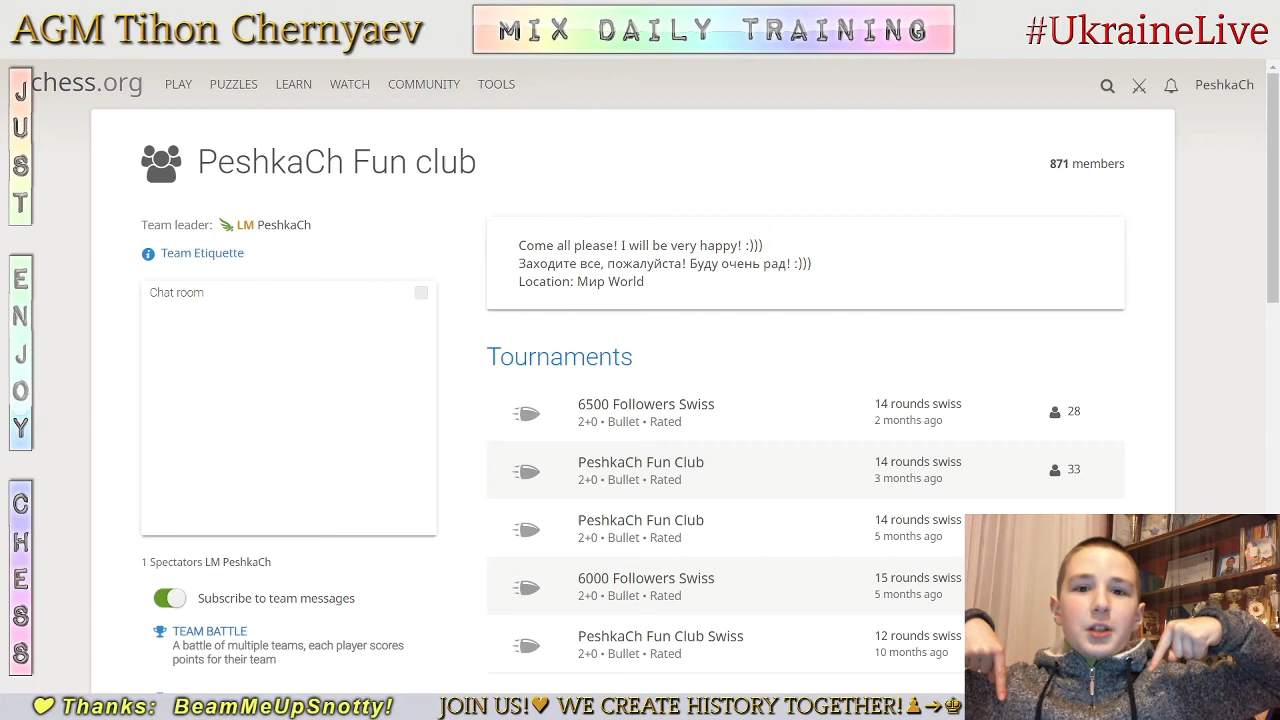 AGM Tihon Chernyaev
MIX DAILY TRAINING
#UkraineLive
JUST
ENJOY
CHESS
chess.org
PLAY PUZZLES LEARN WATCH COMMUNITY TOOLS
PeshkaCh
PeshkaCh Fun club
871 members
Team leader: LM PeshkaCh
Team Etiquette
Chat room
Come all please! I will be very happy! :)))
Заходите все, пожалуйста! Буду очень рад! :)))
Location: Мир World
Tournaments
6500 Followers Swiss
2+0 • Bullet • Rated
14 rounds swiss
2 months ago
28
PeshkaCh Fun Club
2+0 • Bullet • Rated
14 rounds swiss
3 months ago
33
PeshkaCh Fun Club
2+0 • Bullet • Rated
14 rounds swiss
5 months ago
6000 Followers Swiss
2+0 • Bullet • Rated
15 rounds swiss
5 months ago
PeshkaCh Fun Club Swiss
2+0 • Bullet • Rated
12 rounds swiss
10 months ago
1 Spectators LM PeshkaCh
Subscribe to team messages
TEAM BATTLE
A battle of multiple teams, each player scores
points for their team
Thanks: BeamMeUpSnotty!
JOIN US! WE CREATE HISTORY TOGETHER!